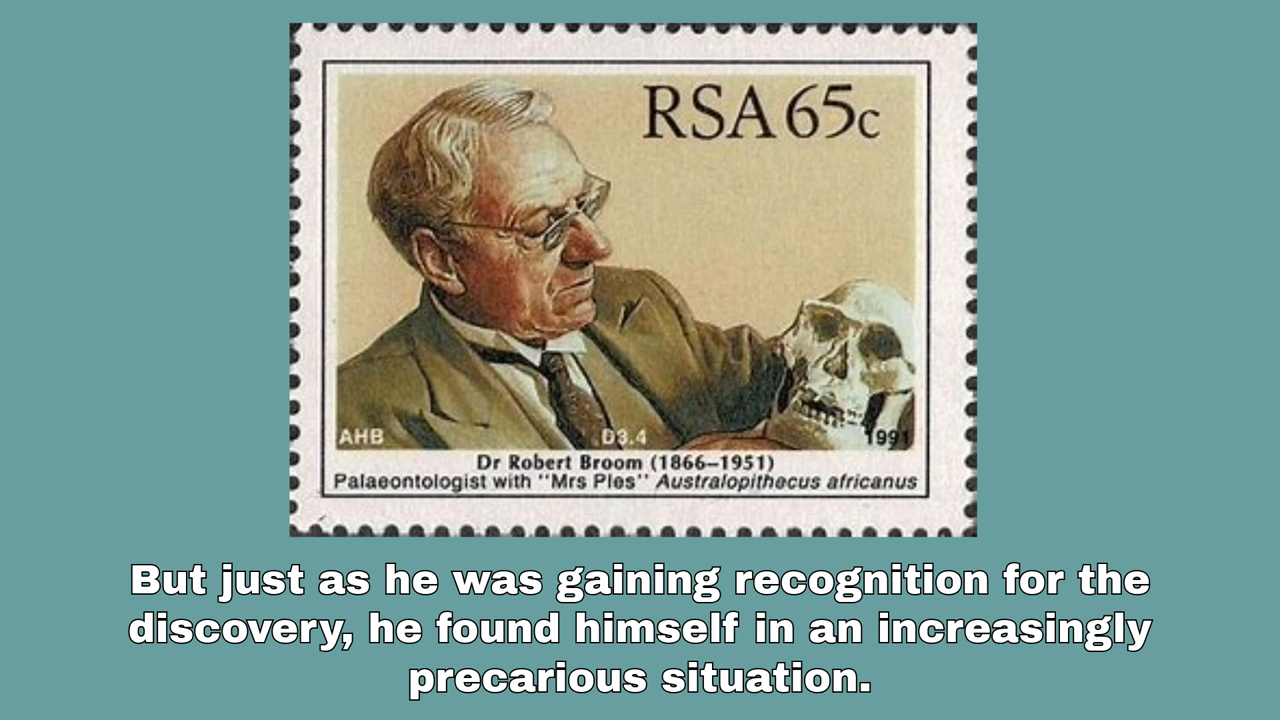 RSA 65c
AHB D3.4 1991
Dr Robert Broom (1866–1951)
Palaeontologist with "Mrs Ples" Australopithecus africanus
But just as he was gaining recognition for the
discovery, he found himself in an increasingly
precarious situation.